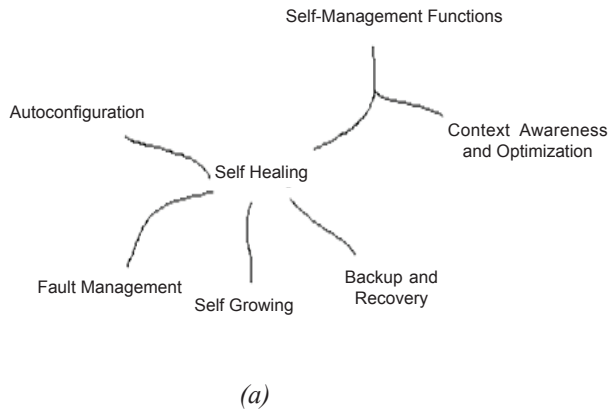 Self-Management Functions
Autoconfiguration
Context Awareness
and Optimization
Self Healing
Fault Management
Self Growing
Backup and
Recovery
(a)